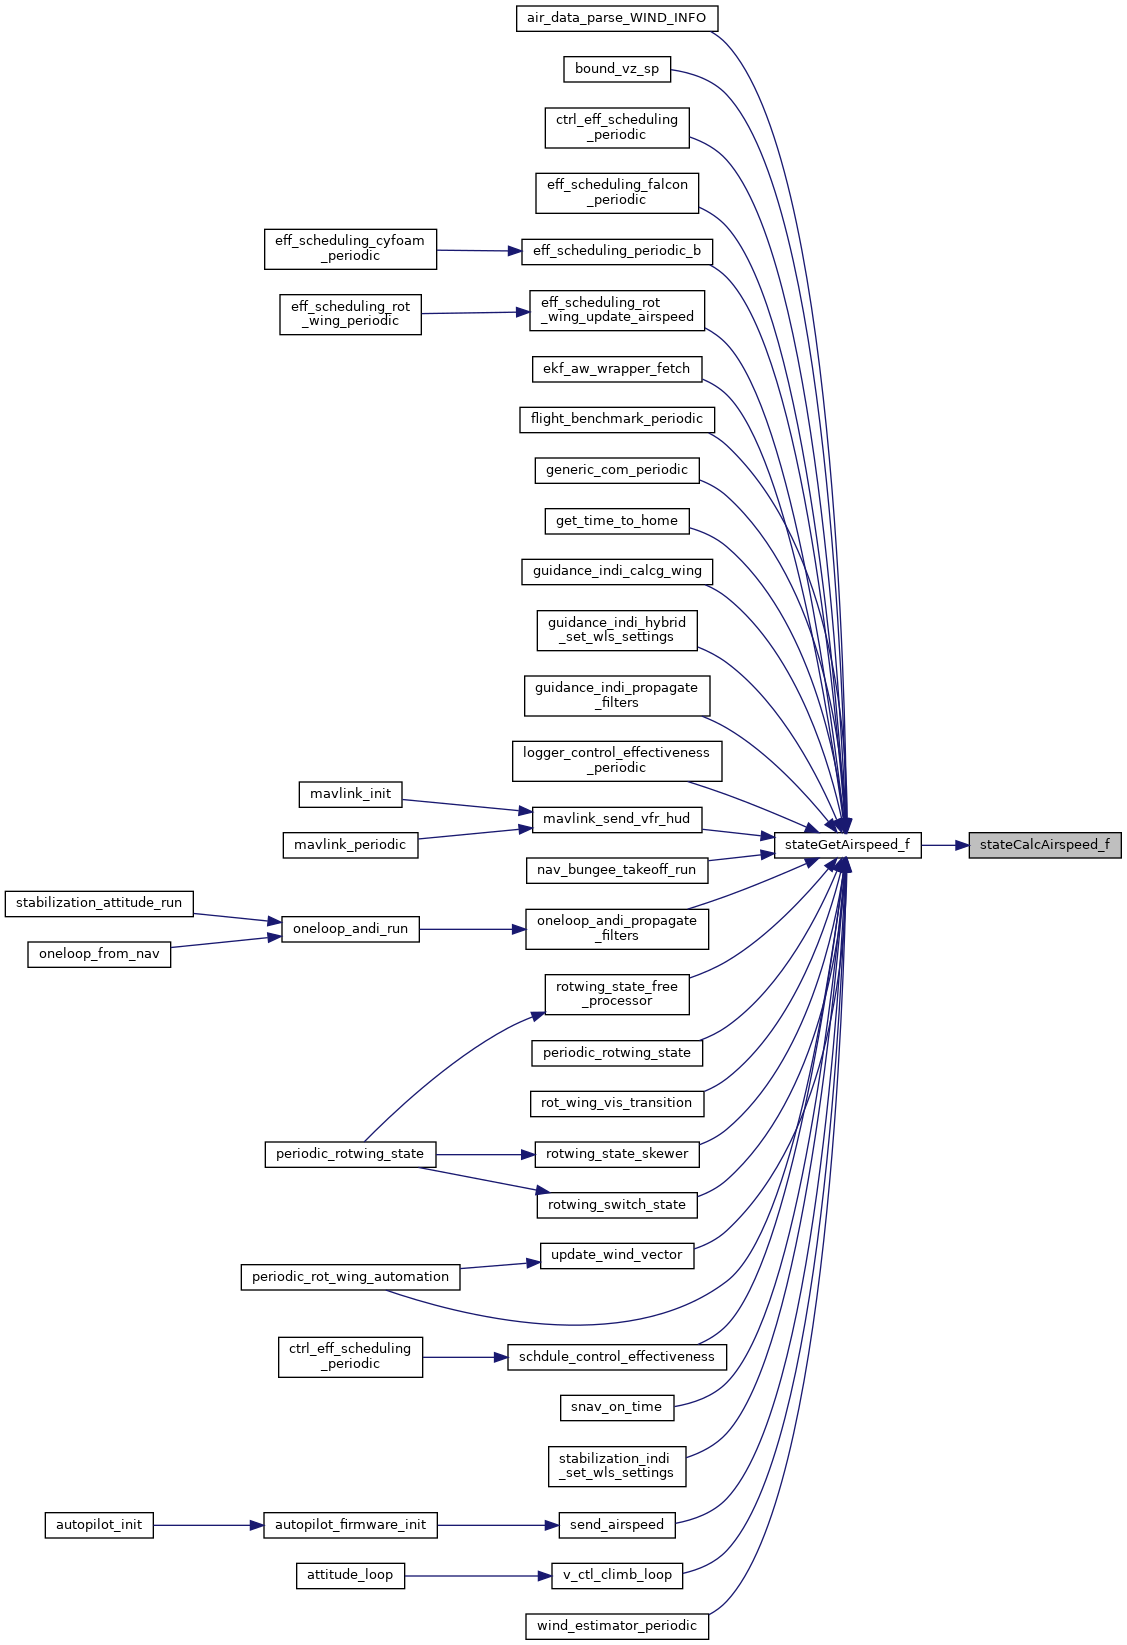 air_data_parse_WIND_INFO
bound_vz_sp
ctrl_eff_scheduling
_periodic
eff_scheduling_falcon
_periodic
eff_scheduling_cyfoam
_periodic
eff_scheduling_periodic_b
eff_scheduling_rot
_wing_periodic
eff_scheduling_rot
_wing_update_airspeed
ekf_aw_wrapper_fetch
flight_benchmark_periodic
generic_com_periodic
get_time_to_home
guidance_indi_calcg_wing
guidance_indi_hybrid
_set_wls_settings
guidance_indi_propagate
_filters
logger_control_effectiveness
_periodic
mavlink_init
mavlink_send_vfr_hud
mavlink_periodic
stateGetAirspeed_f
stateCalcAirspeed_f
nav_bungee_takeoff_run
stabilization_attitude_run
oneloop_andi_run
oneloop_andi_propagate
_filters
oneloop_from_nav
rotwing_state_free
_processor
periodic_rotwing_state
rot_wing_vis_transition
periodic_rotwing_state
rotwing_state_skewer
rotwing_switch_state
update_wind_vector
periodic_rot_wing_automation
ctrl_eff_scheduling
_periodic
schdule_control_effectiveness
snav_on_time
stabilization_indi
_set_wls_settings
autopilot_init
autopilot_firmware_init
send_airspeed
attitude_loop
v_ctl_climb_loop
wind_estimator_periodic